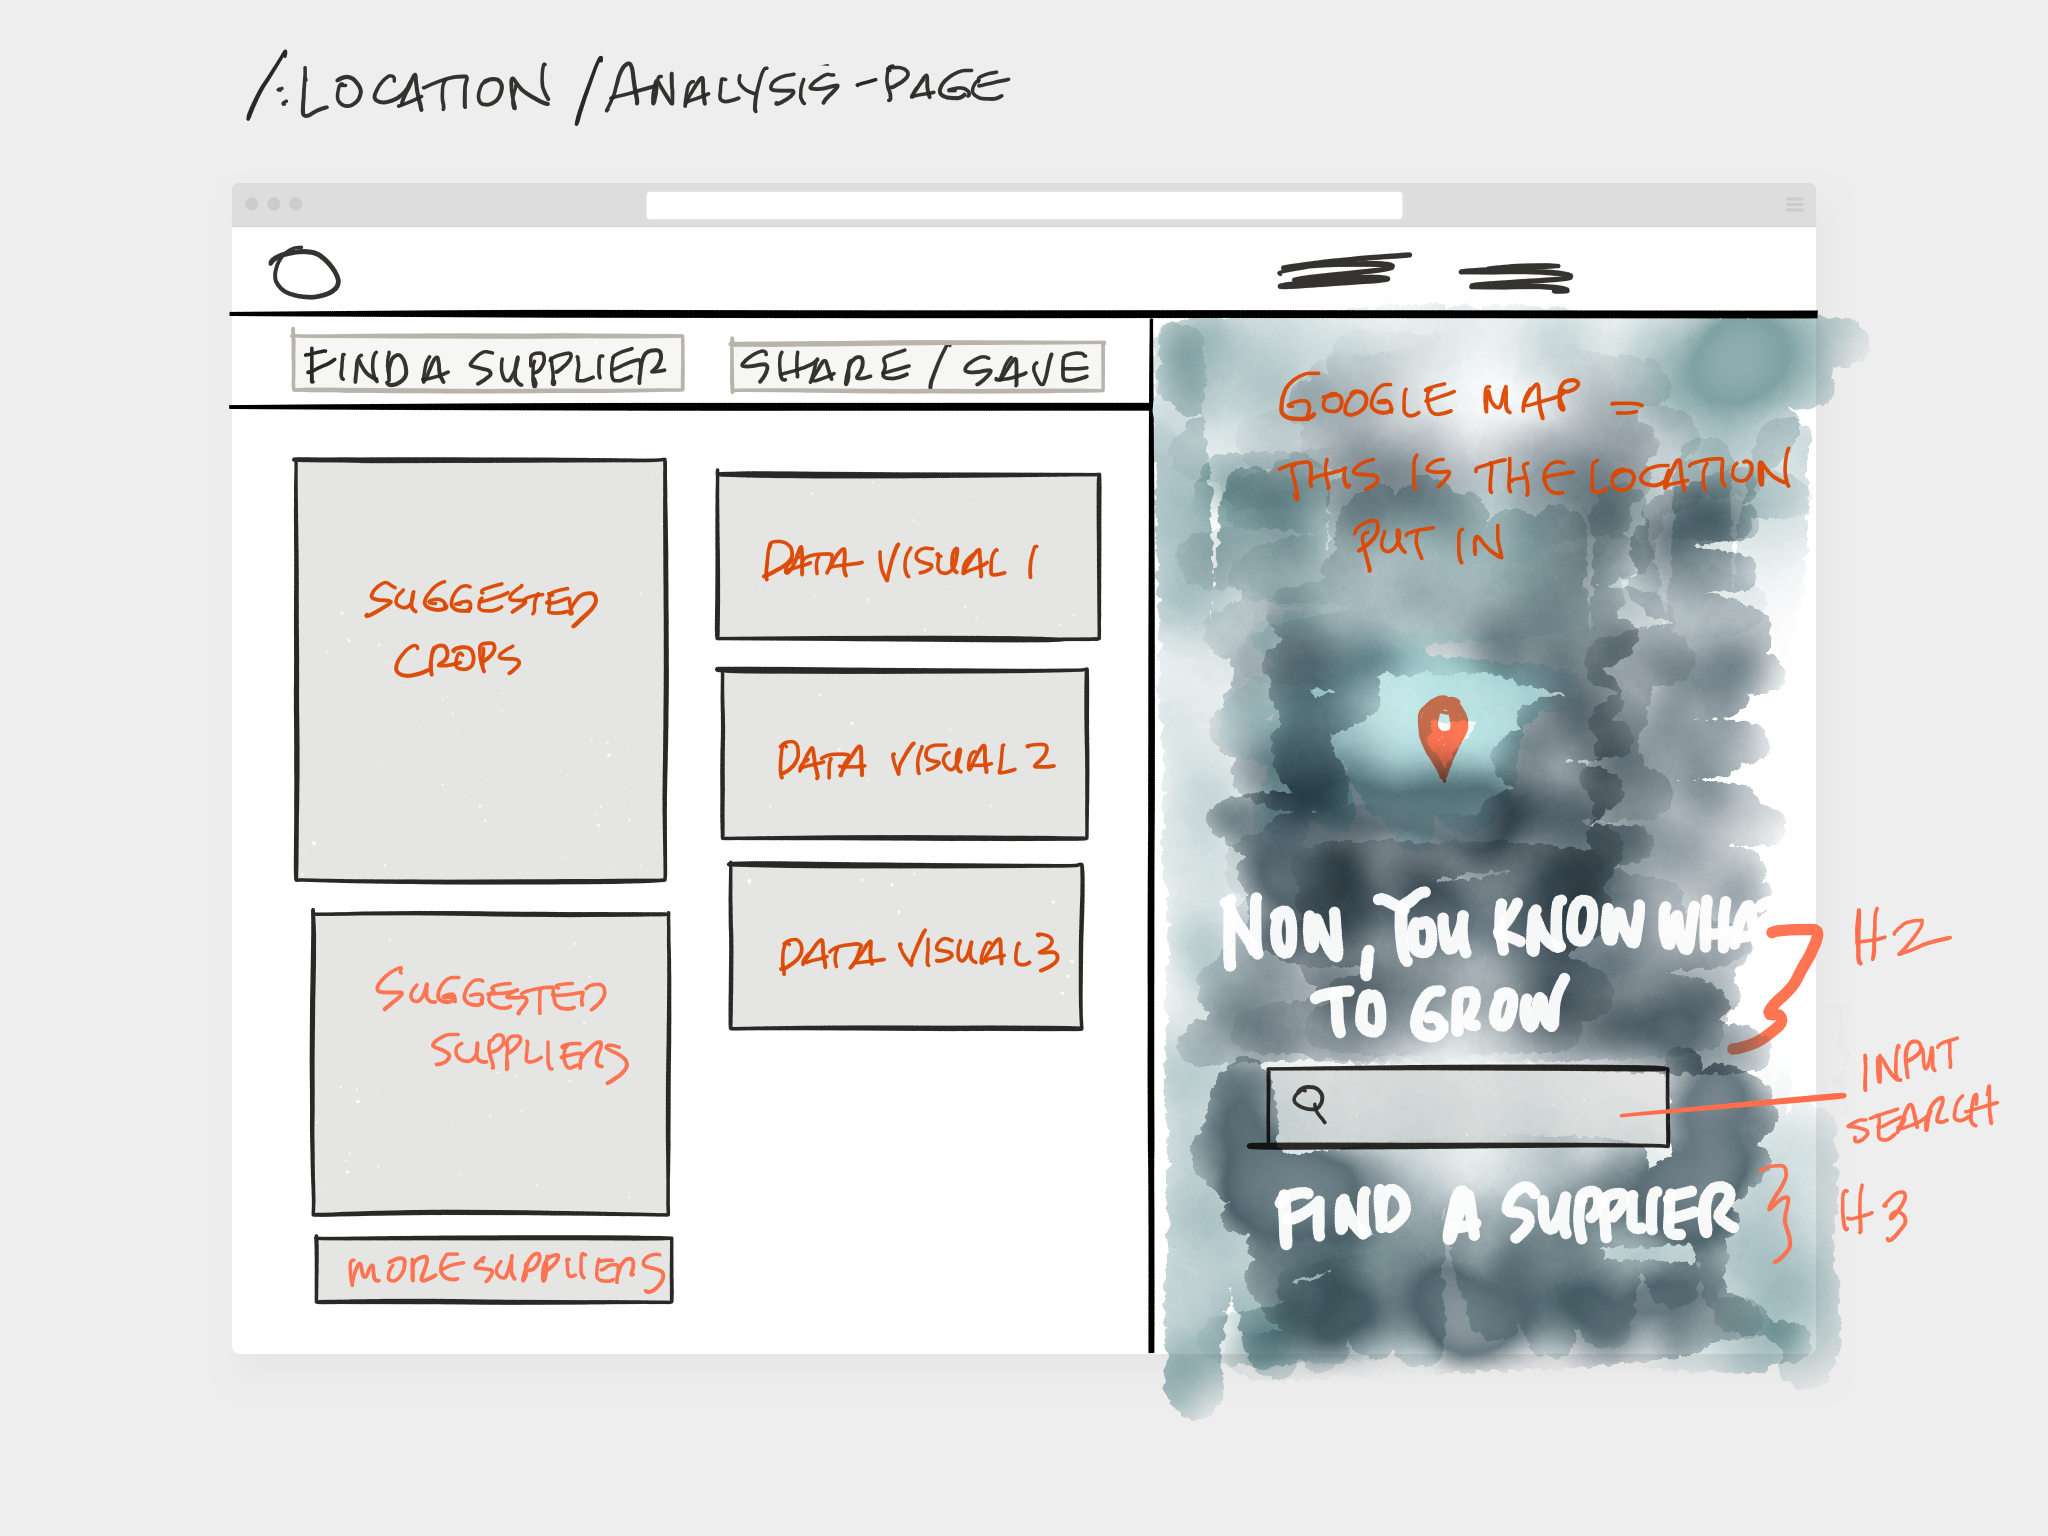 /:LOCATION/ANALYSIS-PAGE
FIND A SUPPLIER
SHARE/SAVE
SUGGESTED
CROPS
SUGGESTED
SUPPLIERS
MORE SUPPLIERS
DATA VISUAL 1
DATA VISUAL 2
DATA VISUAL 3
GOOGLE MAP =
THIS IS THE LOCATION
PUT IN
NOW, YOU KNOW WHA
TO GROW
H2
INPUT
SEARCH
FIND A SUPPLIER
H3